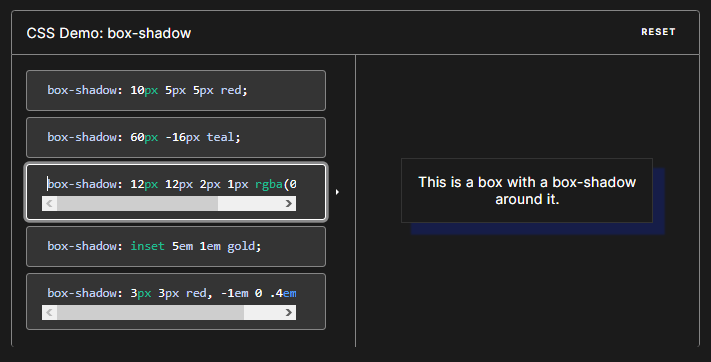 CSS Demo: box-shadow
RESET
box-shadow: 10px 5px 5px red;
box-shadow: 60px -16px teal;
box-shadow: 12px 12px 2px 1px rgba(0
box-shadow: inset 5em 1em gold;
box-shadow: 3px 3px red, -1em 0 .4em
This is a box with a box-shadow
around it.